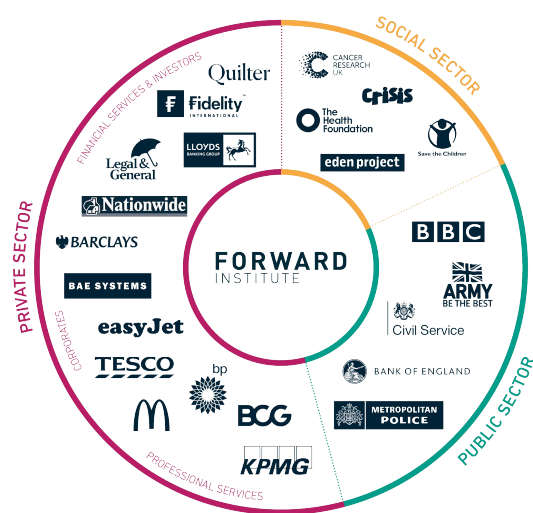 SOCIAL SECTOR
FINANCIAL SERVICES & INVESTORS
Quilter
Fidelity™
INTERNATIONAL
Legal &
General
LLOYDS
BANKING GROUP
Nationwide
BARCLAYS
PRIVATE SECTOR
BAE SYSTEMS
CORPORATES
easyJet
TESCO
bp
M
BCG
KPMG
PROFESSIONAL SERVICES
CANCER
RESEARCH
UK
CrisIs
The
Health
Foundation
Save the Children
eden project
FORWARD
INSTITUTE
BBC
ARMY
BE THE BEST
Civil Service
BANK OF ENGLAND
METROPOLITAN
POLICE
PUBLIC SECTOR